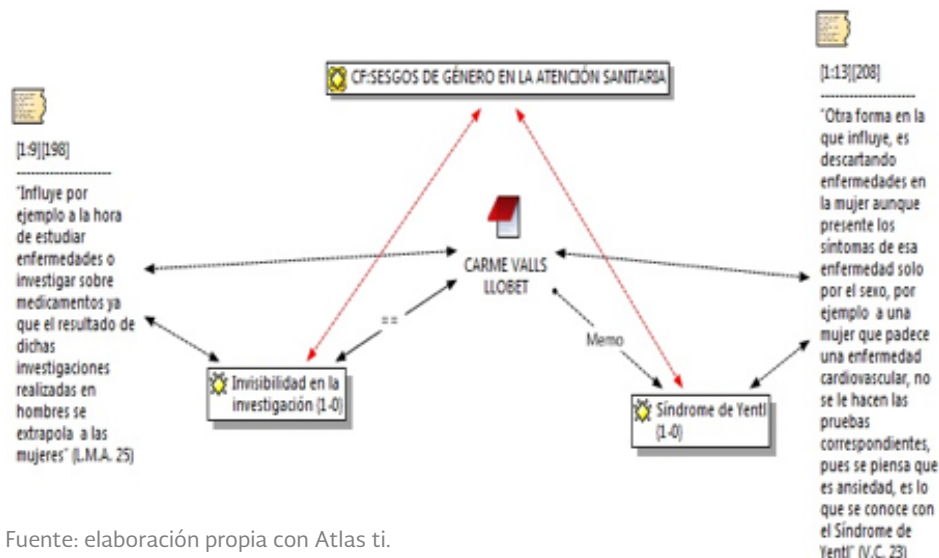 CF:SESGOS DE GÉNERO EN LA ATENCIÓN SANITARIA
[1:9][198]
"Influye por
ejemplo a la hora
de estudiar
enfermedades o
investigar sobre
medicamentos ya
que el resultado de
dichas
investigaciones
realizadas en
hombres se
extrapola a las
mujeres" (L.M.A. 25)
CARME VALLS
LLOBET
==
Memo
Invisibilidad en la
investigación {1-0}
Síndrome de Yentl
{1-0}
[1:13][208]
"Otra forma en la
que influye, es
descartando
enfermedades en
la mujer aunque
presente los
síntomas de esa
enfermedad solo
por el sexo, por
ejemplo a una
mujer que padece
una enfermedad
cardiovascular, no
se le hacen las
pruebas
correspondientes,
pues se piensa que
es ansiedad, es lo
que se conoce con
el Síndrome de
Yentl" (V.C. 23)
Fuente: elaboración propia con Atlas ti.